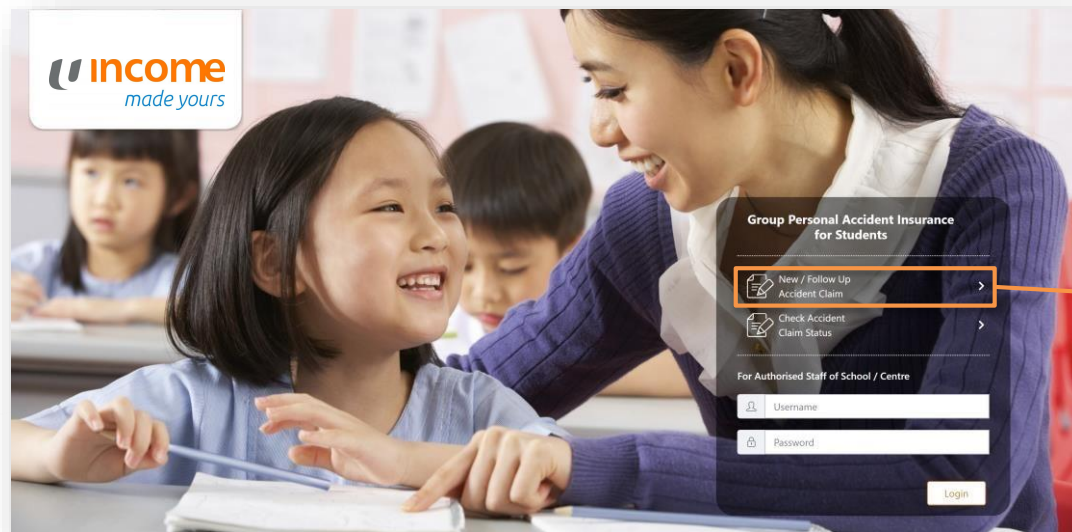 income
made yours
Group Personal Accident Insurance
for Students
New / Follow Up
Accident Claim
Check Accident
Claim Status
For Authorised Staff of School / Centre
Username
Password
Login